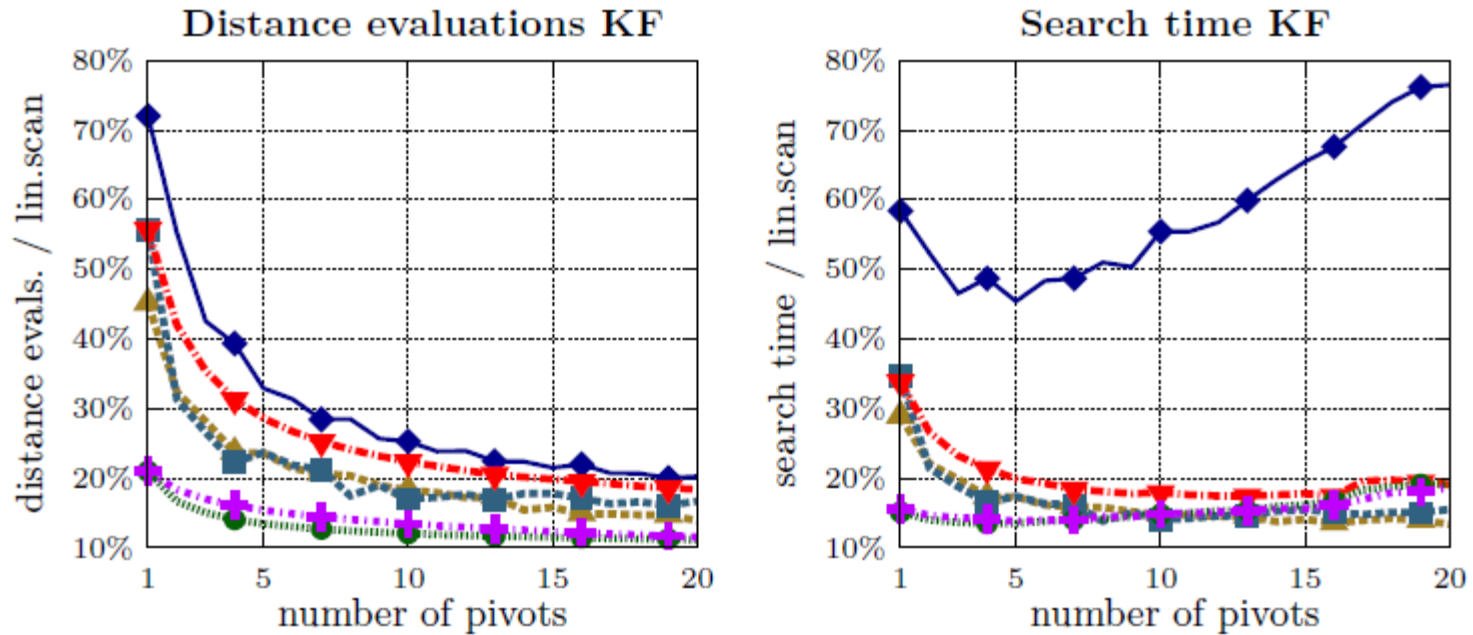 Distance evaluations KF
distance evals. / lin.scan
80%
70%
60%
50%
40%
30%
20%
10%
1 5 10 15 20
number of pivots
Search time KF
search time / lin.scan
80%
70%
60%
50%
40%
30%
20%
10%
1 5 10 15 20
number of pivots